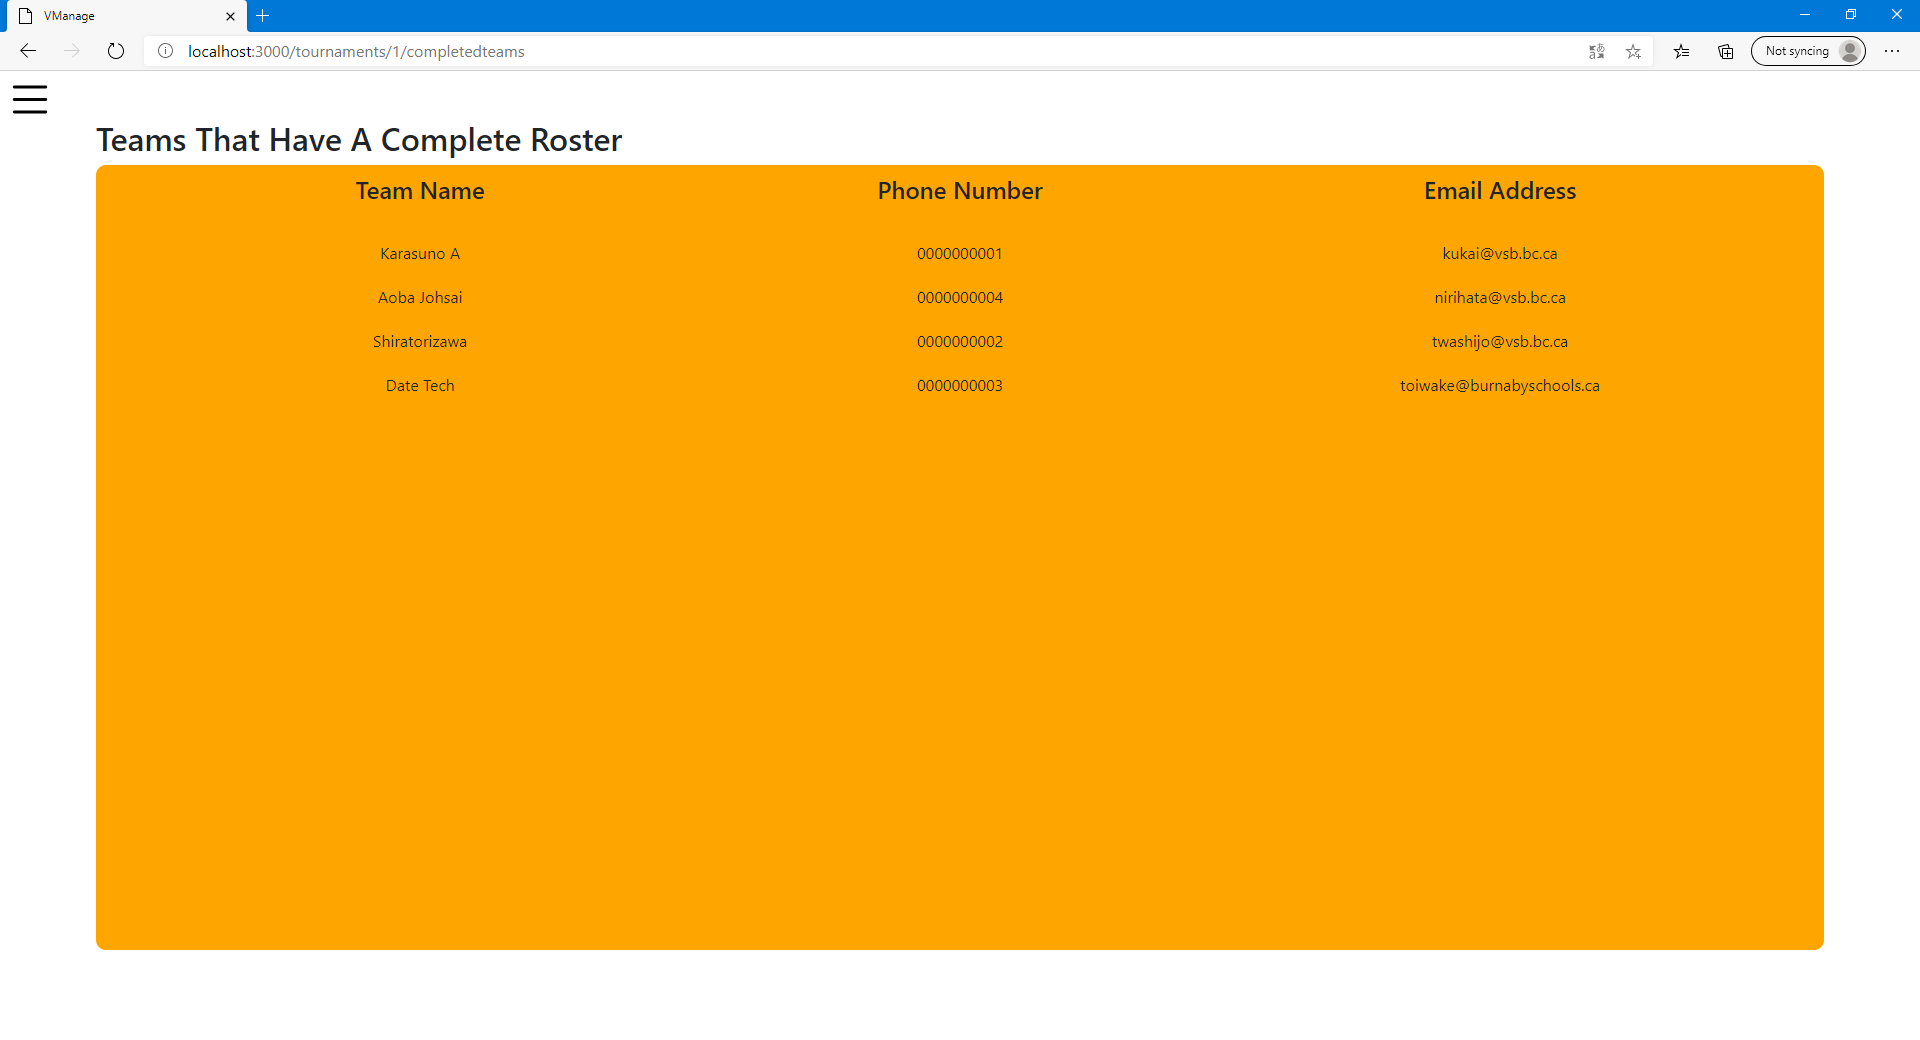 VManage
localhost:3000/tournaments/1/completedteams
Not syncing
Teams That Have A Complete Roster
Team Name Phone Number Email Address
Karasuno A 0000000001 kukai@vsb.bc.ca
Aoba Johsai 0000000004 nirihata@vsb.bc.ca
Shiratorizawa 0000000002 twashijo@vsb.bc.ca
Date Tech 0000000003 toiwake@burnabyschools.ca